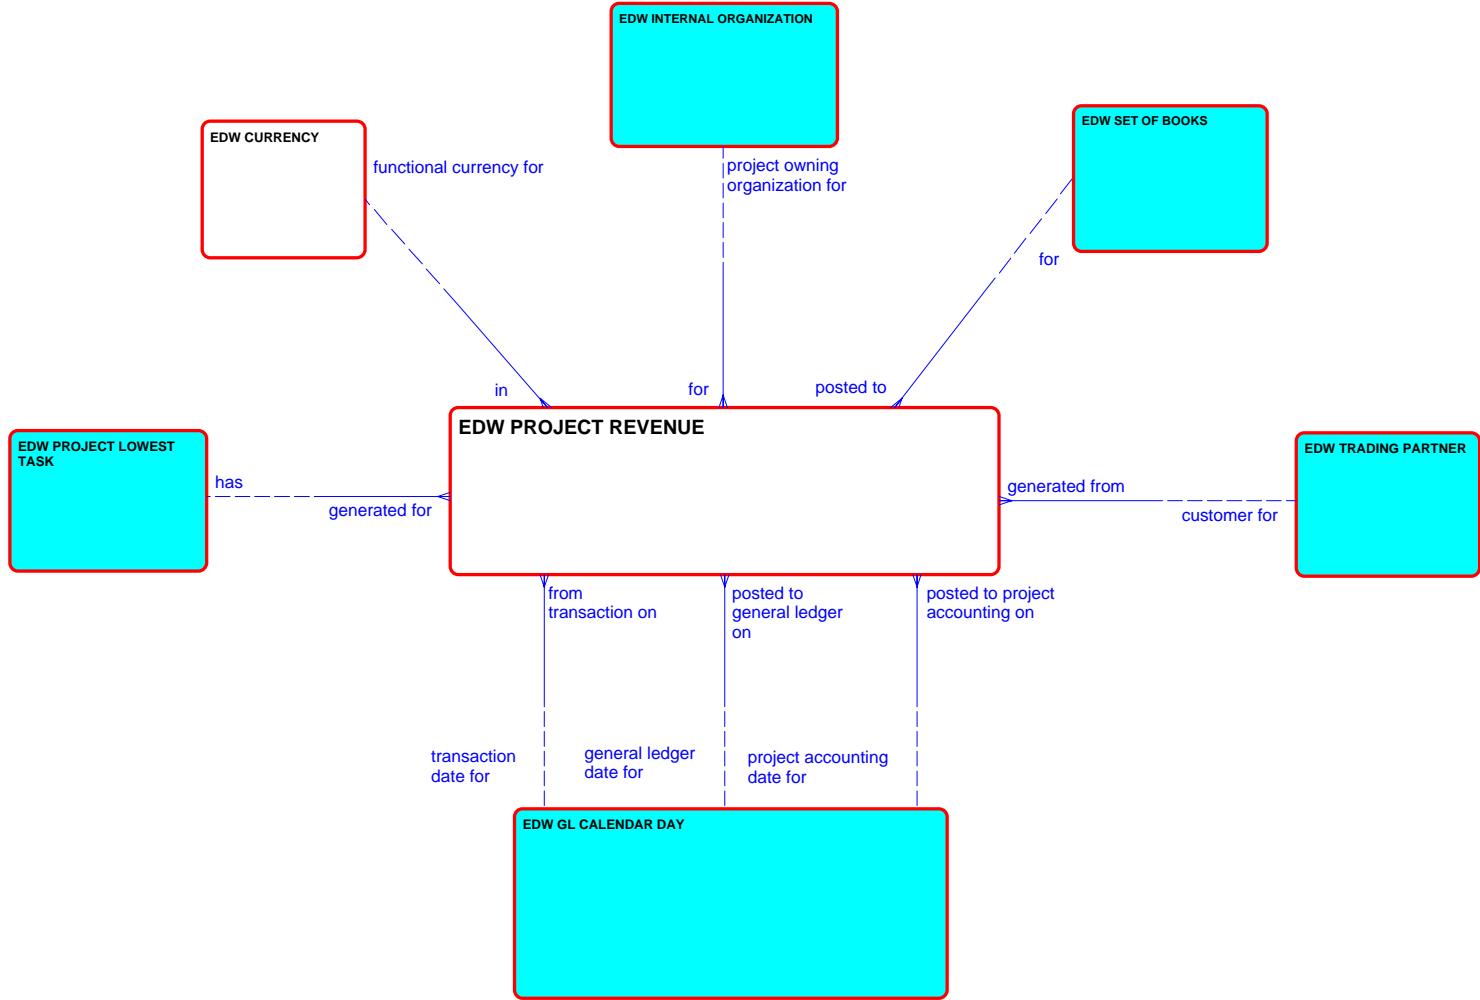 EDW INTERNAL ORGANIZATION
EDW CURRENCY
EDW SET OF BOOKS
functional currency for
project owning
organization for
for
in
for
posted to
EDW PROJECT REVENUE
EDW PROJECT LOWEST
TASK
EDW TRADING PARTNER
has
generated for
generated from
customer for
from
transaction on
posted to
general ledger
on
posted to project
accounting on
transaction
date for
general ledger
date for
project accounting
date for
EDW GL CALENDAR DAY